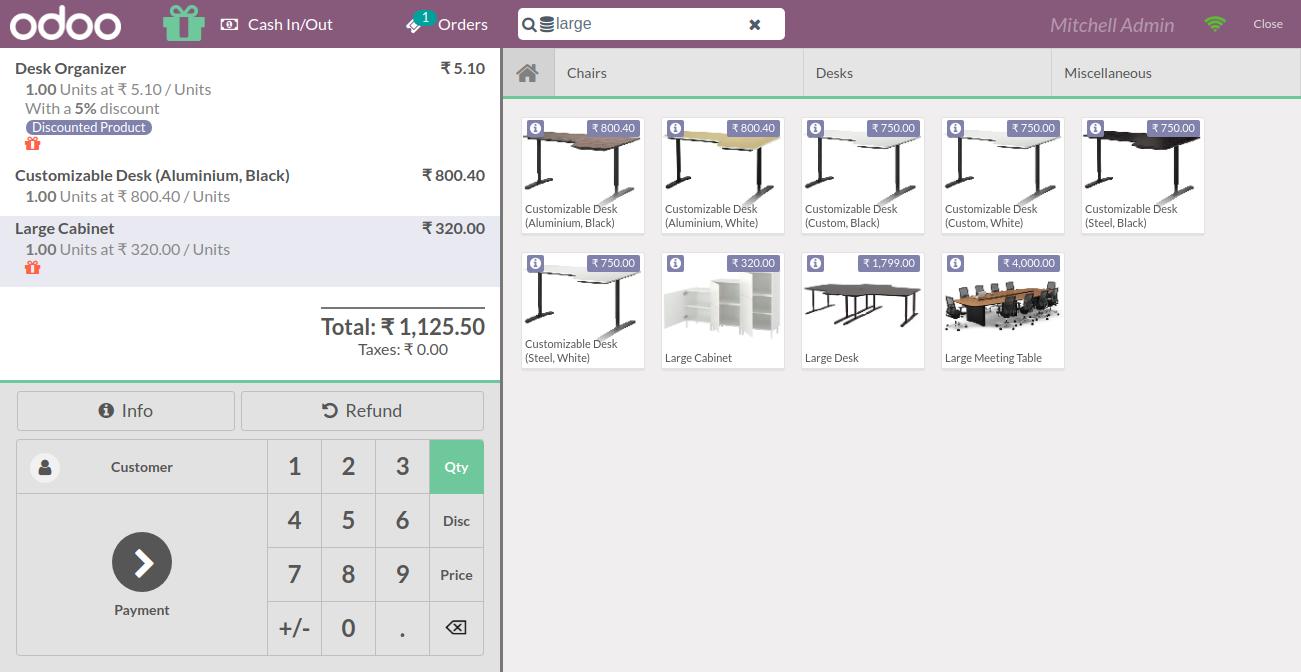 odoo
Cash In/Out
1
Orders
large
Mitchell Admin
Close
Desk Organizer ₹ 5.10
1.00 Units at ₹ 5.10 / Units
With a 5% discount
Discounted Product
Customizable Desk (Aluminium, Black) ₹ 800.40
1.00 Units at ₹ 800.40 / Units
Large Cabinet ₹ 320.00
1.00 Units at ₹ 320.00 / Units
Total: ₹ 1,125.50
Taxes: ₹ 0.00
Info
Refund
Customer
1 2 3 Qty
4 5 6 Disc
7 8 9 Price
+/- 0 .
Payment
Chairs
Desks
Miscellaneous
₹ 800.40
Customizable Desk
(Aluminium, Black)
₹ 800.40
Customizable Desk
(Aluminium, White)
₹ 750.00
Customizable Desk
(Custom, Black)
₹ 750.00
Customizable Desk
(Custom, White)
₹ 750.00
Customizable Desk
(Steel, Black)
₹ 750.00
Customizable Desk
(Steel, White)
₹ 320.00
Large Cabinet
₹ 1,799.00
Large Desk
₹ 4,000.00
Large Meeting Table